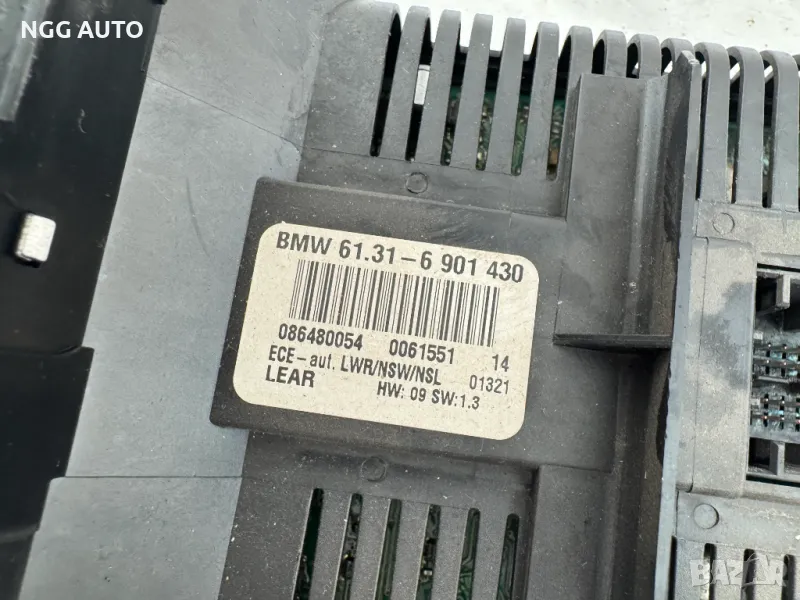 NGG AUTO
BMW 61.31-6 901 430
086480054 0061551 14
ECE-aut. LWR/NSW/NSL 01321
LEAR HW: 09 SW:1.3
BAZAR